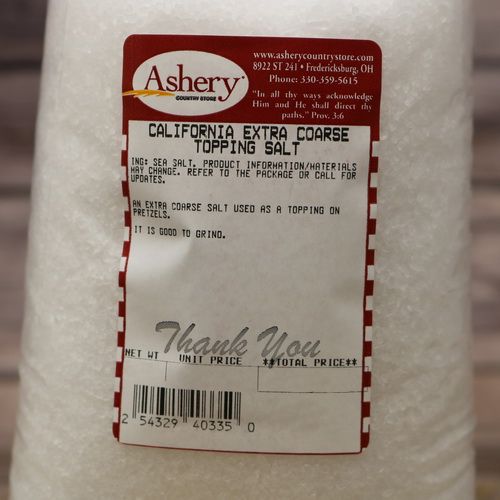 Ashery
COUNTRY STORE
www.asherycountrystore.com
8922 ST 241 • Fredericksburg, OH
Phone: 330-359-5615
"In all thy ways acknowledge
Him and He shall direct thy
paths." Prov. 3:6
CALIFORNIA EXTRA COARSE
TOPPING SALT
ING: SEA SALT. PRODUCT INFORMATION/MATERIALS
MAY CHANGE. REFER TO THE PACKAGE OR CALL FOR
UPDATES.
AN EXTRA COARSE SALT USED AS A TOPPING ON
PRETZELS.
IT IS GOOD TO GRIND.
Thank You
NET WT UNIT PRICE **TOTAL PRICE**
2 54329 40335 0